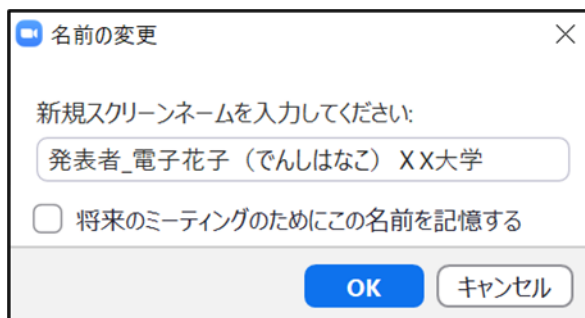 名前の変更
新規スクリーンネームを入力してください:
発表者_電子花子（でんしはなこ）ＸＸ大学
将来のミーティングのためにこの名前を記憶する
OK キャンセル